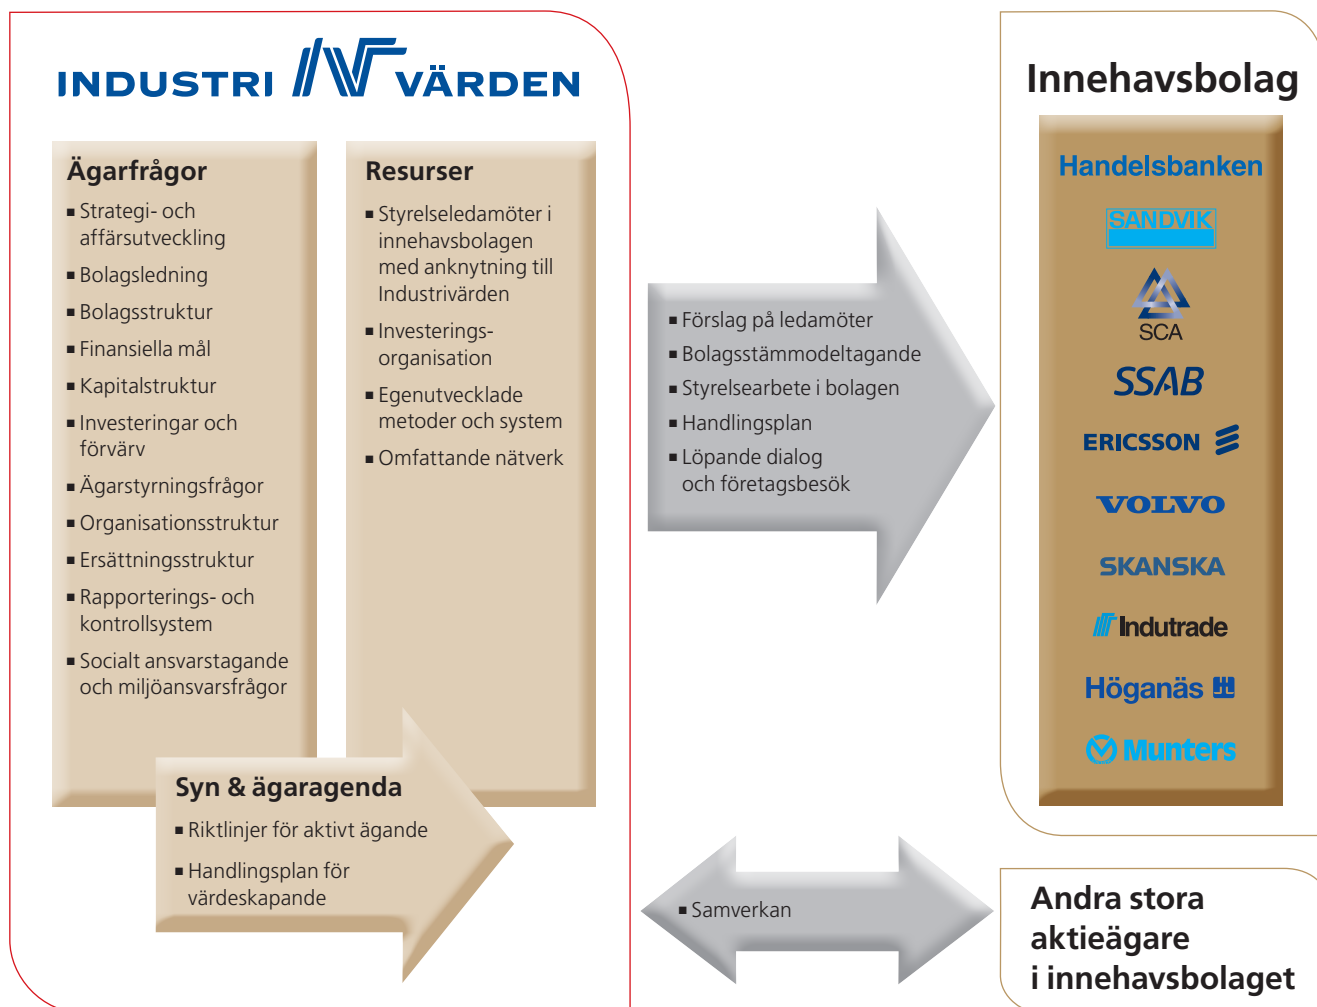 INDUSTRI VÄRDEN
Ägarfrågor
▪ Strategi- och
affärsutveckling
▪ Bolagsledning
▪ Bolagsstruktur
▪ Finansiella mål
▪ Kapitalstruktur
▪ Investeringar och
förvärv
▪ Ägarstyrningsfrågor
▪ Organisationsstruktur
▪ Ersättningsstruktur
▪ Rapporterings- och
kontrollsystem
▪ Socialt ansvarstagande
och miljöansvarsfrågor
Resurser
▪ Styrelseledamöter i
innehavsbolagen
med anknytning till
Industrivärden
▪ Investerings-
organisation
▪ Egenutvecklade
metoder och system
▪ Omfattande nätverk
Syn & ägaragenda
▪ Riktlinjer för aktivt ägande
▪ Handlingsplan för
värdeskapande
▪ Förslag på ledamöter
▪ Bolagsstämmodeltagande
▪ Styrelsearbete i bolagen
▪ Handlingsplan
▪ Löpande dialog
och företagsbesök
▪ Samverkan
Innehavsbolag
Handelsbanken
SANDVIK
SCA
SSAB
ERICSSON
VOLVO
SKANSKA
Indutrade
Höganäs
Munters
Andra stora
aktieägare
i innehavsbolaget